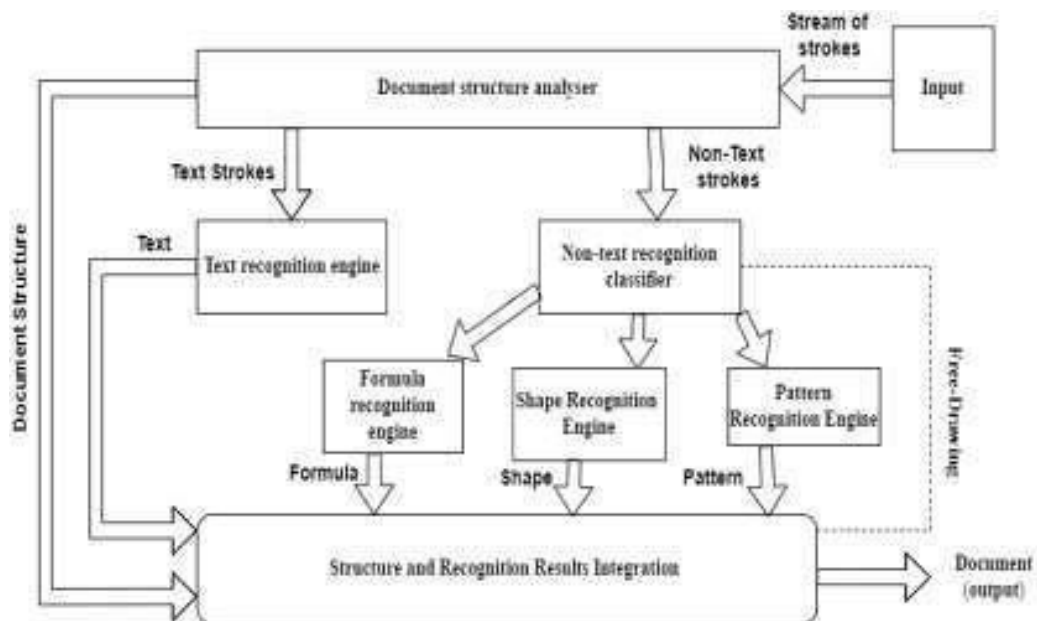 Stream of
strokes
Document structure analyser
Input
Text Strokes
Non-Text
strokes
Document Structure
Text
Text recognition engine
Non-text recognition
classifier
Free-Drawing
Formula
recognition
engine
Shape Recognition
Engine
Pattern
Recognition Engine
Formula
Shape
Pattern
Structure and Recognition Results Integration
Document
(output)